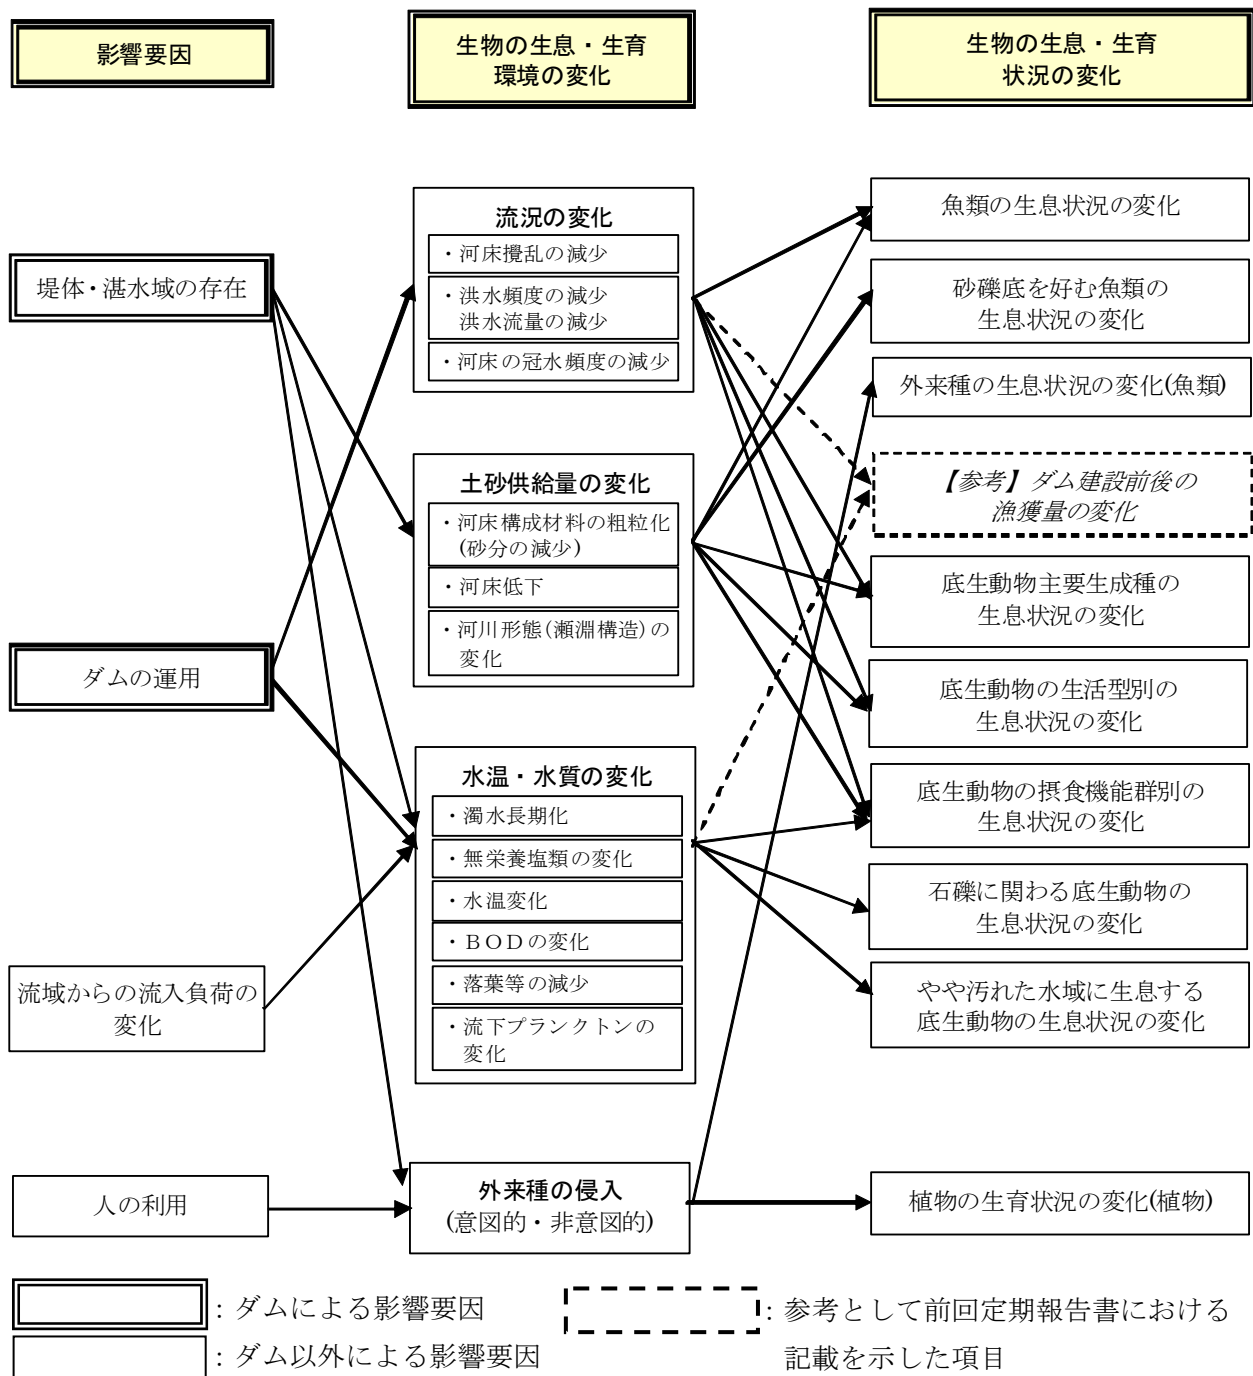 影響要因
生物の生息・生育
環境の変化
生物の生息・生育
状況の変化
堤体・湛水域の存在
ダムの運用
流域からの流入負荷の
変化
人の利用
流況の変化
・河床攪乱の減少
・洪水頻度の減少
洪水流量の減少
・河床の冠水頻度の減少
土砂供給量の変化
・河床構成材料の粗粒化
(砂分の減少)
・河床低下
・河川形態(瀬淵構造)の
変化
水温・水質の変化
・濁水長期化
・無栄養塩類の変化
・水温変化
・ＢＯＤの変化
・落葉等の減少
・流下プランクトンの
変化
外来種の侵入
(意図的・非意図的)
魚類の生息状況の変化
砂礫底を好む魚類の
生息状況の変化
外来種の生息状況の変化(魚類)
【参考】ダム建設前後の
漁獲量の変化
底生動物主要生成種の
生息状況の変化
底生動物の生活型別の
生息状況の変化
底生動物の摂食機能群別の
生息状況の変化
石礫に関わる底生動物の
生息状況の変化
やや汚れた水域に生息する
底生動物の生息状況の変化
植物の生育状況の変化(植物)
：ダムによる影響要因
：ダム以外による影響要因
：参考として前回定期報告書における
記載を示した項目